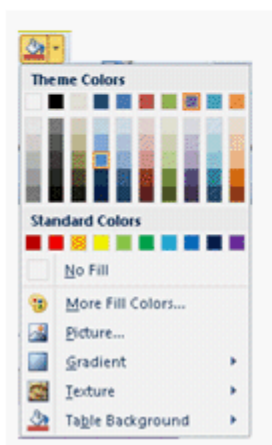 Theme Colors
Standard Colors
No Fill
More Fill Colors...
Picture...
Gradient
Texture
Table Background